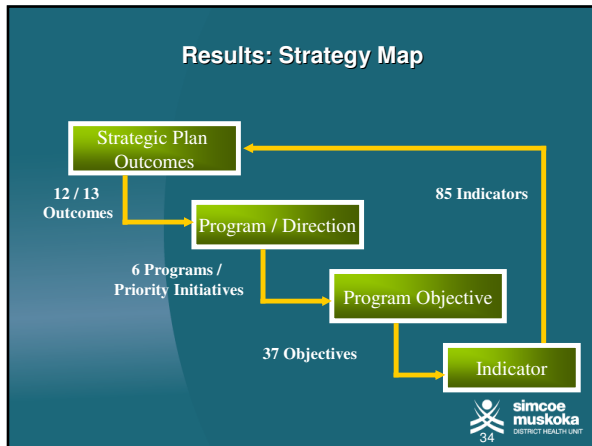 Results: Strategy Map
Strategic Plan
Outcomes
12 / 13
Outcomes
85 Indicators
Program / Direction
6 Programs /
Priority Initiatives
Program Objective
37 Objectives
Indicator
simcoe
muskoka
DISTRICT HEALTH UNIT
34